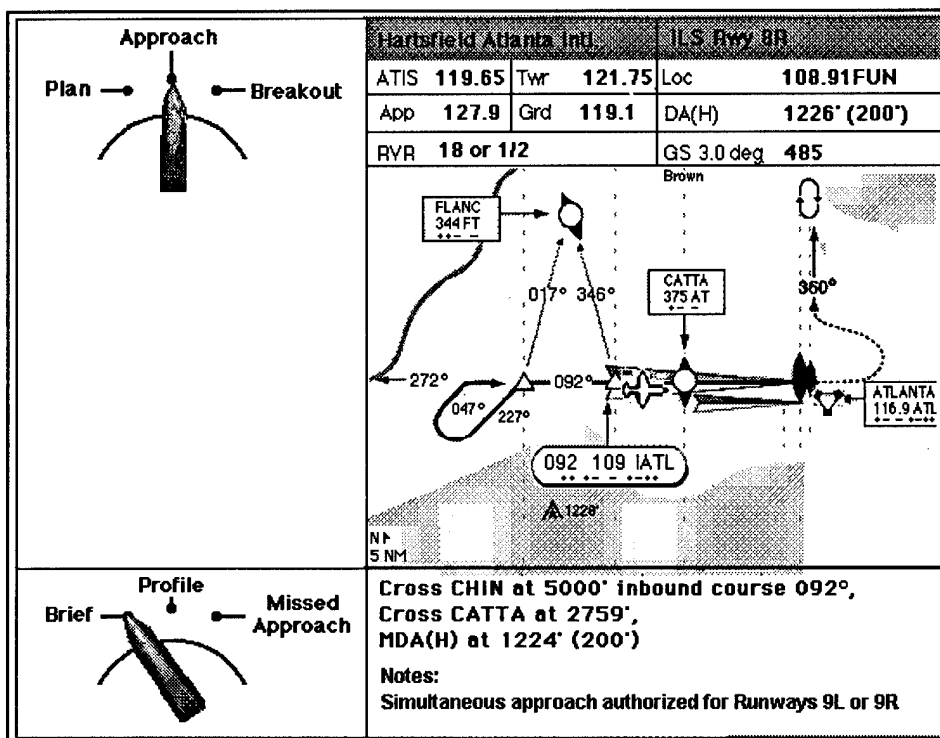 Approach
Plan
Breakout
Hartsfield Atlanta Intl.
ILS Rwy 9R
ATIS 119.65 Twr 121.75 Loc 108.91FUN
App 127.9 Grd 119.1 DA(H) 1226' (200')
RVR 18 or 1/2 GS 3.0 deg 485
Brown
FLANC
344 FT
CATTA
375 AT
017° 346°
360°
272°
092°
047°
227°
ATLANTA
116.9 ATL
092 109 IATL
1228'
N
5 NM
Profile
Brief
Missed
Approach
Cross CHIN at 5000' inbound course 092°,
Cross CATTA at 2759',
MDA(H) at 1224' (200')
Notes:
Simultaneous approach authorized for Runways 9L or 9R